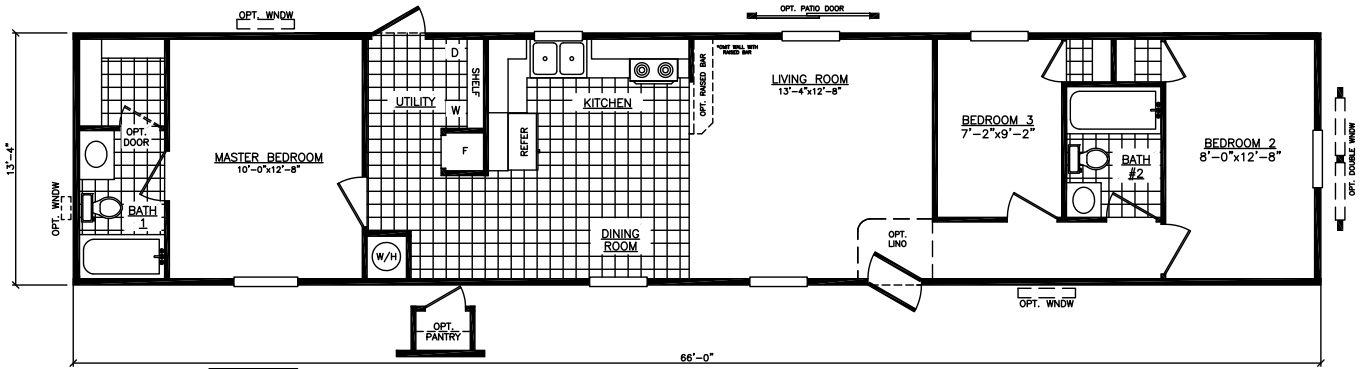 OPT. WNDW
OPT. PATIO DOOR
*OMIT WALL WITH
RAISED BAR
OPT. RAISED BAR
D
SHELF
W
UTILITY
F
REFER
KITCHEN
LIVING ROOM
13'-4"x12'-8"
BEDROOM 3
7'-2"x9'-2"
BATH
#2
BEDROOM 2
8'-0"x12'-8"
OPT. DOUBLE WNDW
13'-4"
OPT. WNDW
OPT.
DOOR
BATH
1
MASTER BEDROOM
10'-0"x12'-8"
W/H
DINING
ROOM
OPT.
LINO
OPT.
PANTRY
OPT. WNDW
66'-0"